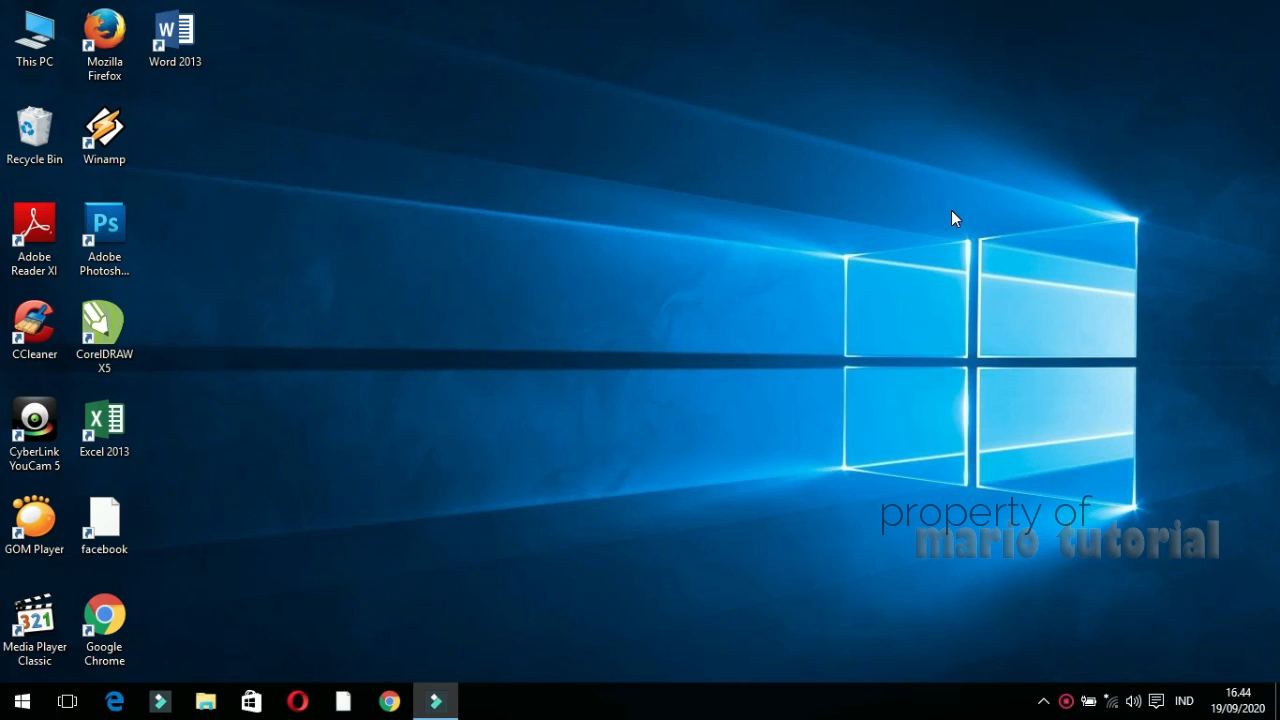 This PC
Mozilla
Firefox
Word 2013
Recycle Bin
Winamp
Adobe
Reader XI
Ps
Adobe
Photosh...
CCleaner
CorelDRAW
X5
CyberLink
YouCam 5
Excel 2013
GOM Player
facebook
321
Media Player
Classic
Google
Chrome
property of
mario tutorial
IND
16.44
19/09/2020